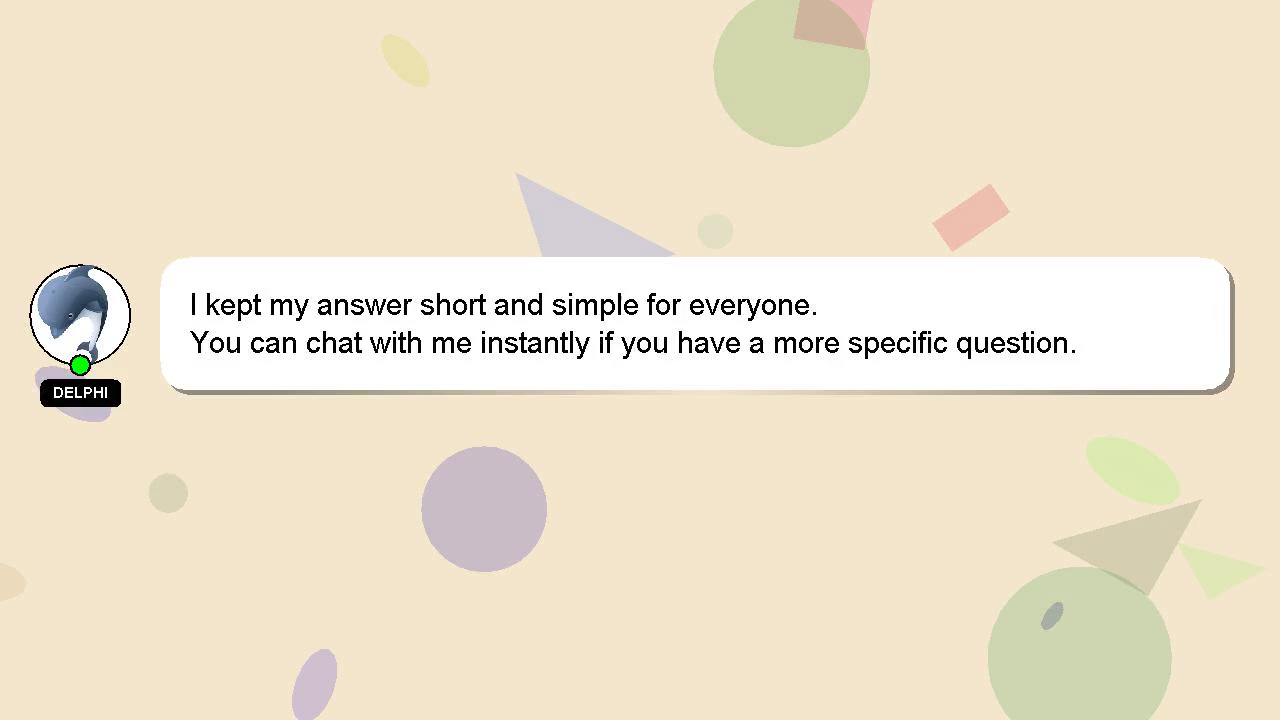 I kept my answer short and simple for everyone.
You can chat with me instantly if you have a more specific question.
DELPHI